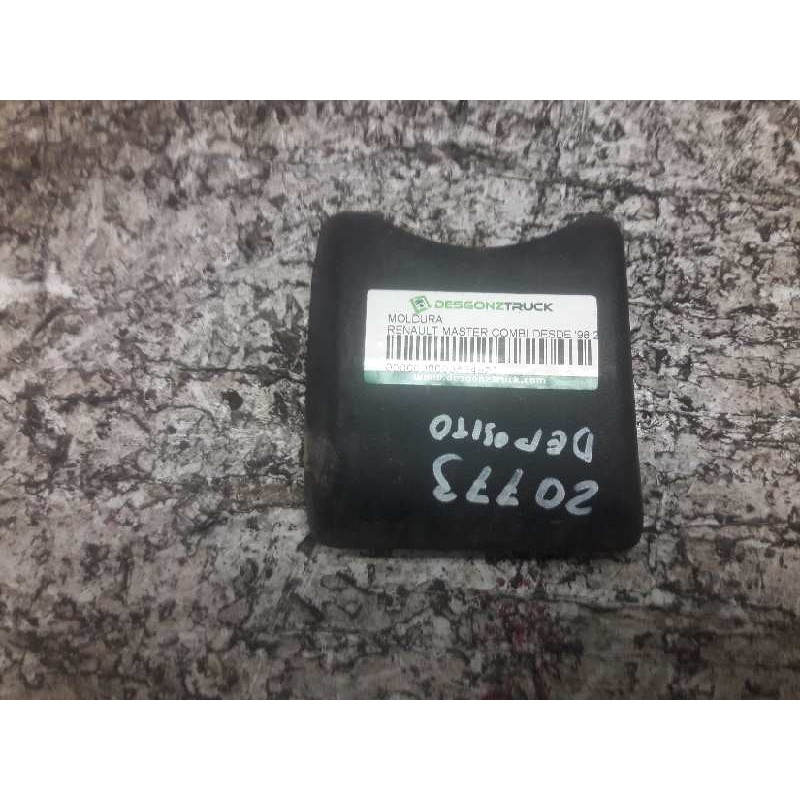 DESGONZTRUCK
MOLDURA
RENAULT MASTER COMBI DESDE '98 2
www.desgonztruck.com
DEPOSITO
20773